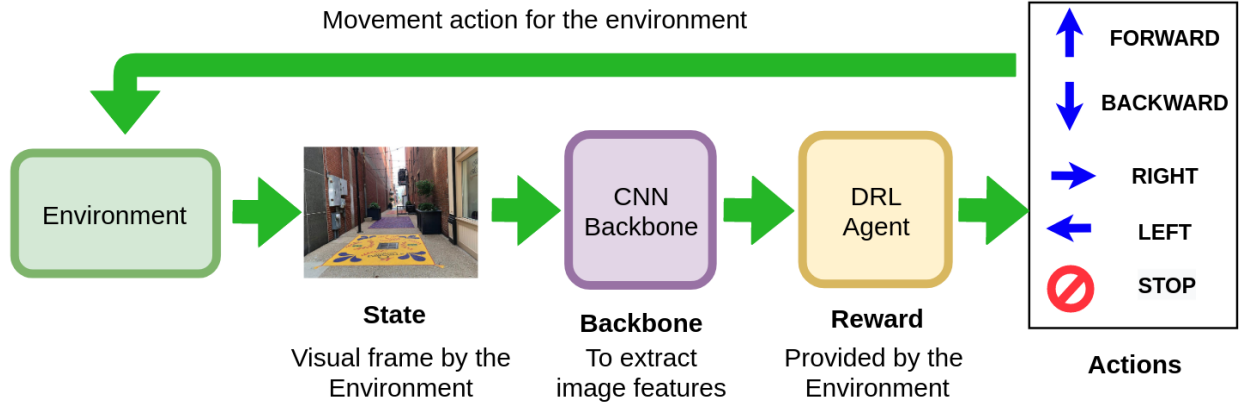 Movement action for the environment
FORWARD
BACKWARD
RIGHT
LEFT
STOP
Actions
Environment
State
Visual frame by the
Environment
CNN
Backbone
Backbone
To extract
image features
DRL
Agent
Reward
Provided by the
Environment